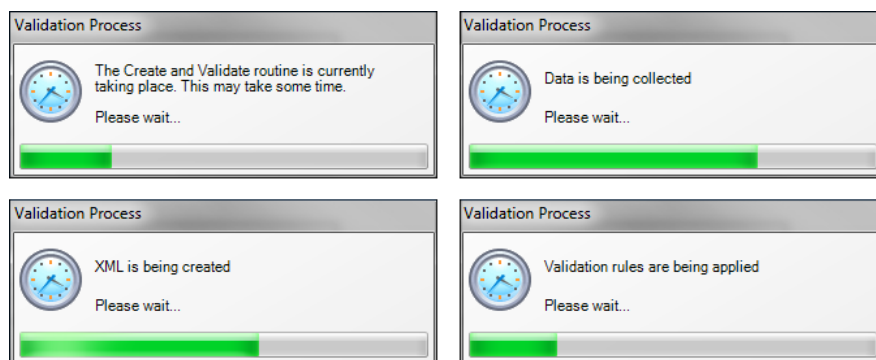 Validation Process
The Create and Validate routine is currently
taking place. This may take some time.
Please wait...
Validation Process
Data is being collected
Please wait...
Validation Process
XML is being created
Please wait...
Validation Process
Validation rules are being applied
Please wait...